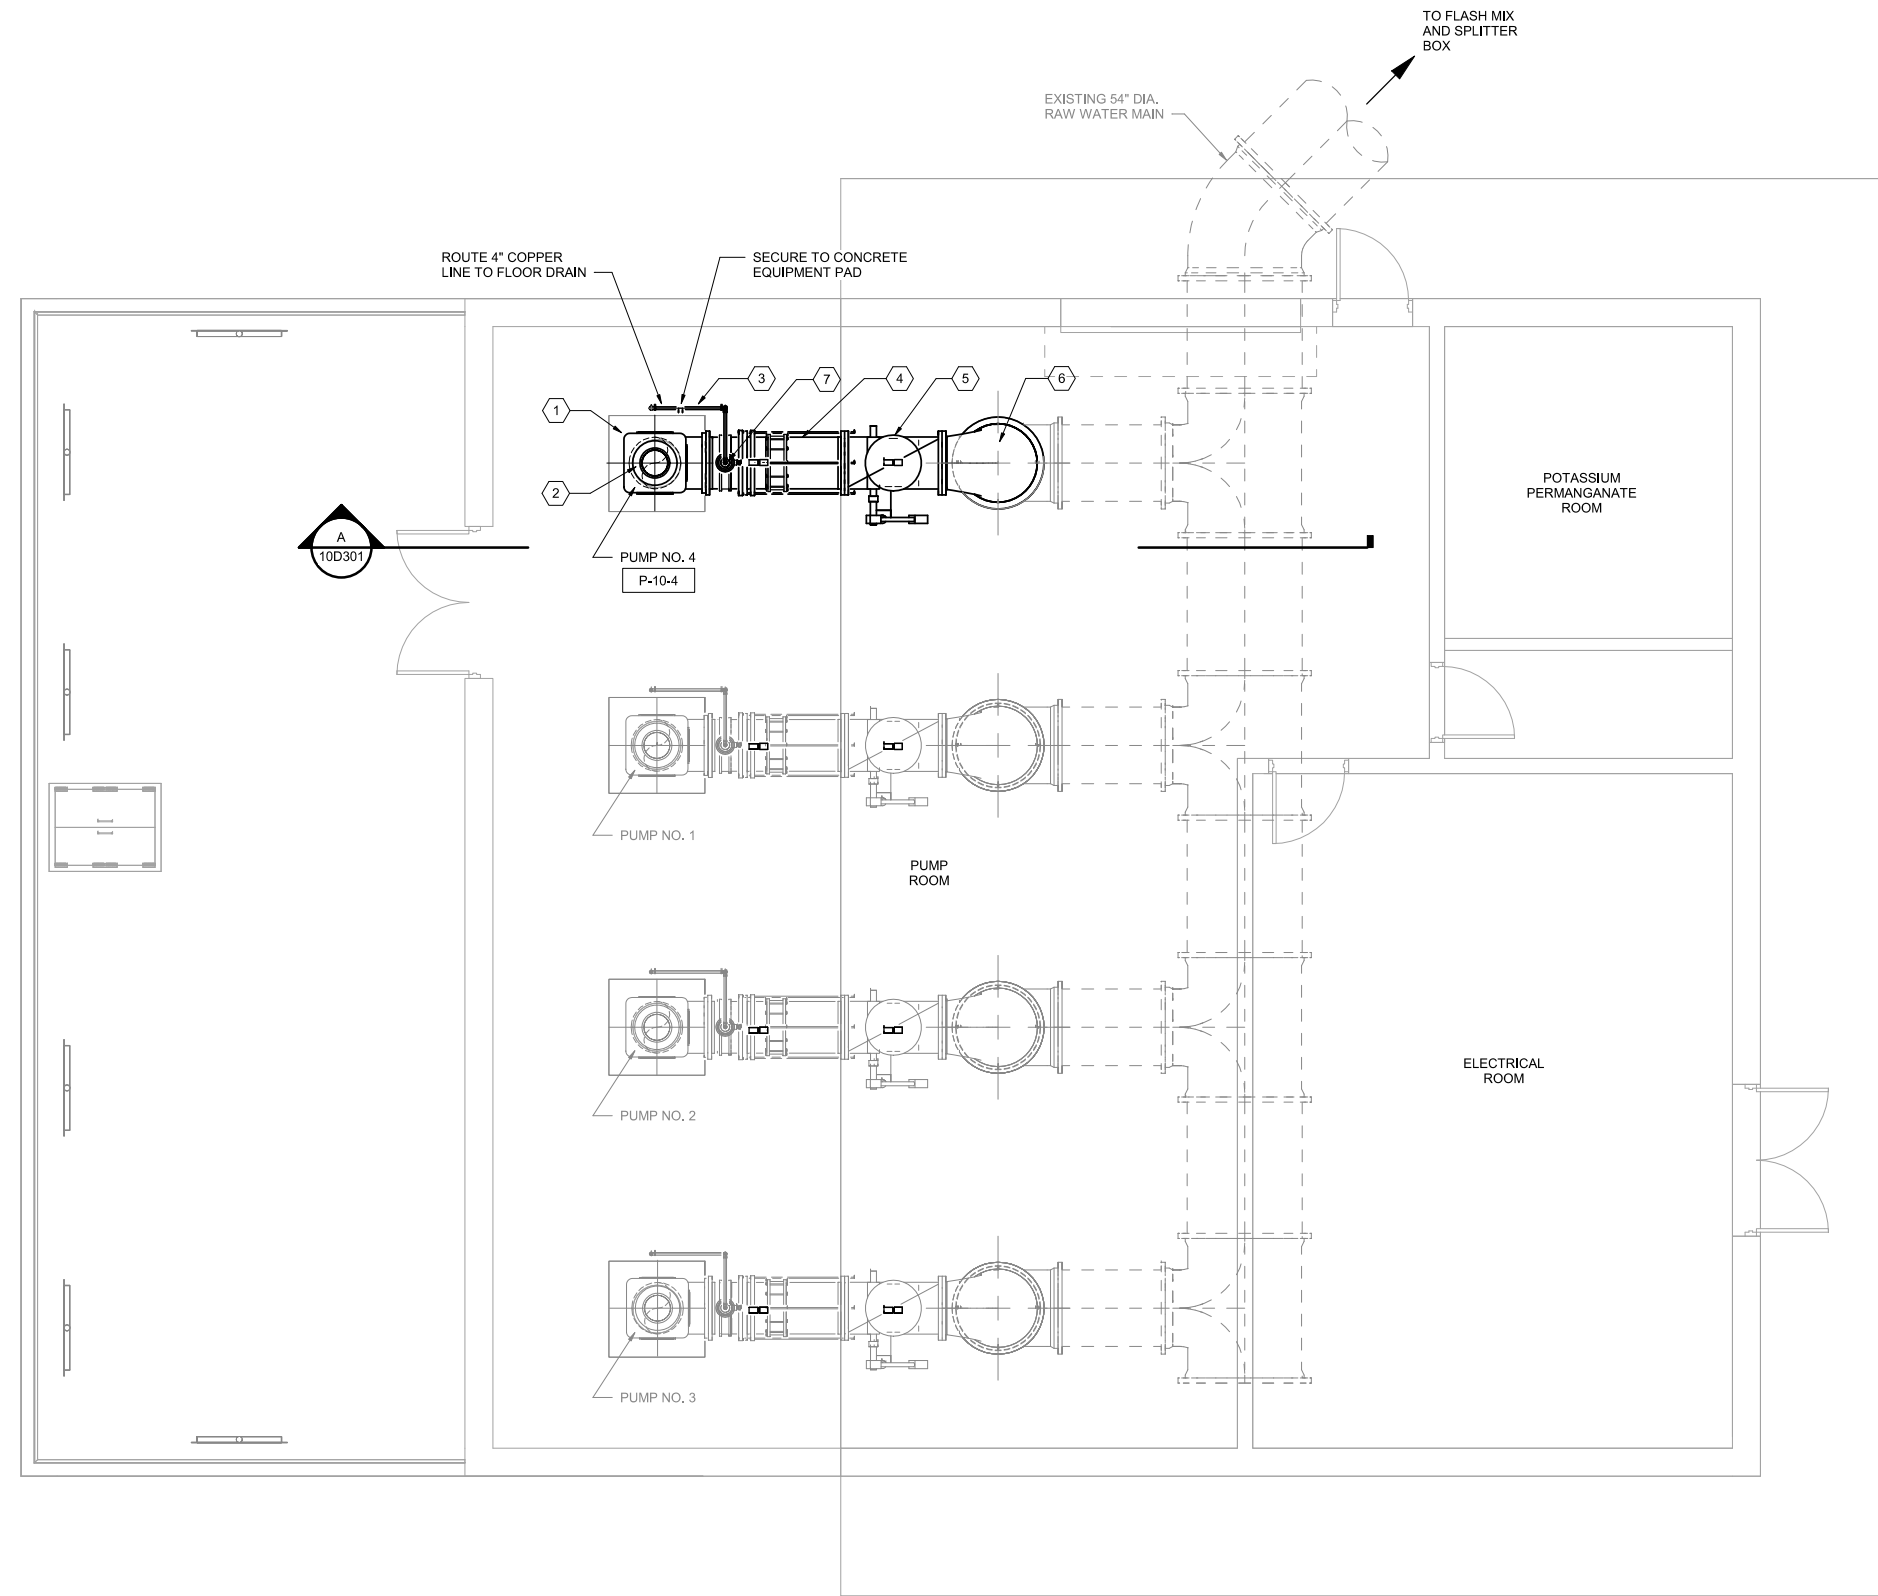 TO FLASH MIX
AND SPLITTER
BOX
EXISTING 54" DIA.
RAW WATER MAIN
ROUTE 4" COPPER
LINE TO FLOOR DRAIN
SECURE TO CONCRETE
EQUIPMENT PAD
3
7
4
5
6
1
2
POTASSIUM
PERMANGANATE
ROOM
A
10D301
PUMP NO. 4
P-10-4
PUMP NO. 1
PUMP
ROOM
PUMP NO. 2
ELECTRICAL
ROOM
PUMP NO. 3